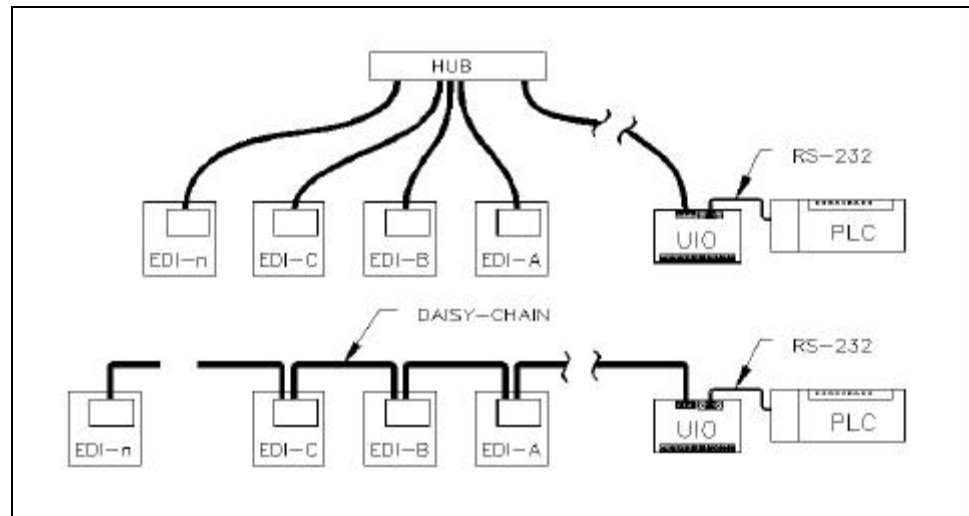 HUB
RS-232
UIO
PLC
EDI-n
EDI-C
EDI-B
EDI-A
DAISY-CHAIN
RS-232
UIO
PLC
EDI-n
EDI-C
EDI-B
EDI-A